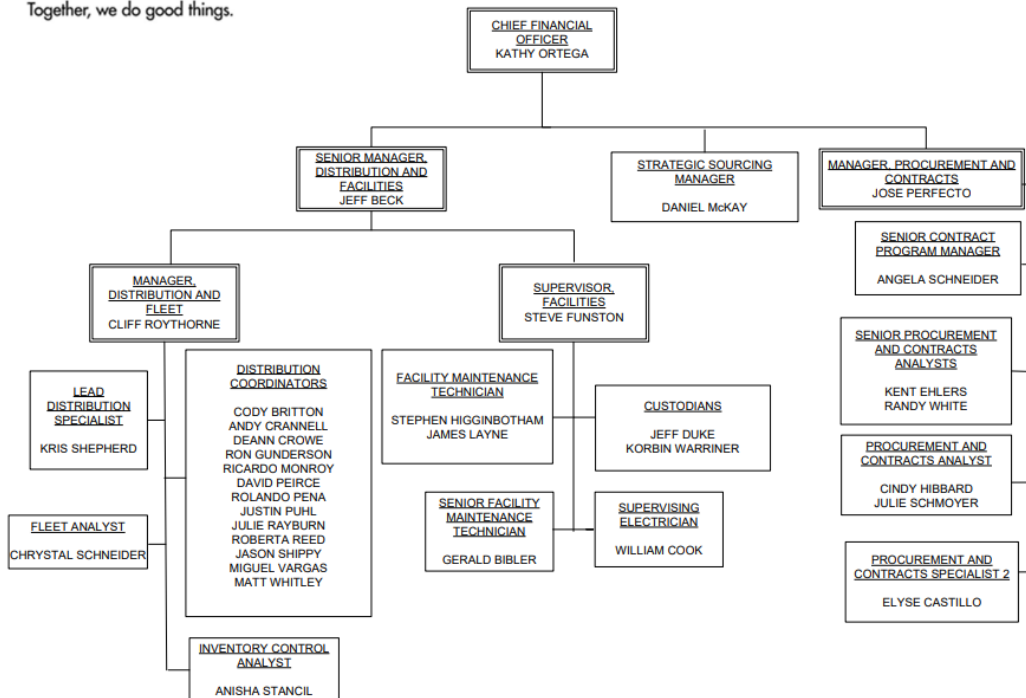 Together, we do good things.
CHIEF FINANCIAL
OFFICER
KATHY ORTEGA
SENIOR MANAGER,
DISTRIBUTION AND
FACILITIES
JEFF BECK
STRATEGIC SOURCING
MANAGER
DANIEL McKAY
MANAGER, PROCUREMENT AND
CONTRACTS
JOSE PERFECTO
SENIOR CONTRACT
PROGRAM MANAGER
ANGELA SCHNEIDER
MANAGER,
DISTRIBUTION AND
FLEET
CLIFF ROYTHORNE
SUPERVISOR,
FACILITIES
STEVE FUNSTON
SENIOR PROCUREMENT
AND CONTRACTS
ANALYSTS
KENT EHLERS
RANDY WHITE
LEAD
DISTRIBUTION
SPECIALIST
KRIS SHEPHERD
DISTRIBUTION
COORDINATORS
CODY BRITTON
ANDY CRANNELL
DEANN CROWE
RON GUNDERSON
RICARDO MONROY
DAVID PEIRCE
ROLANDO PENA
JUSTIN PUHL
JULIE RAYBURN
ROBERTA REED
JASON SHIPPY
MIGUEL VARGAS
MATT WHITLEY
FACILITY MAINTENANCE
TECHNICIAN
STEPHEN HIGGINBOTHAM
JAMES LAYNE
CUSTODIANS
JEFF DUKE
KORBIN WARRINER
PROCUREMENT AND
CONTRACTS ANALYST
CINDY HIBBARD
JULIE SCHMOYER
FLEET ANALYST
CHRYSTAL SCHNEIDER
SENIOR FACILITY
MAINTENANCE
TECHNICIAN
GERALD BIBLER
SUPERVISING
ELECTRICIAN
WILLIAM COOK
PROCUREMENT AND
CONTRACTS SPECIALIST 2
ELYSE CASTILLO
INVENTORY CONTROL
ANALYST
ANISHA STANCIL